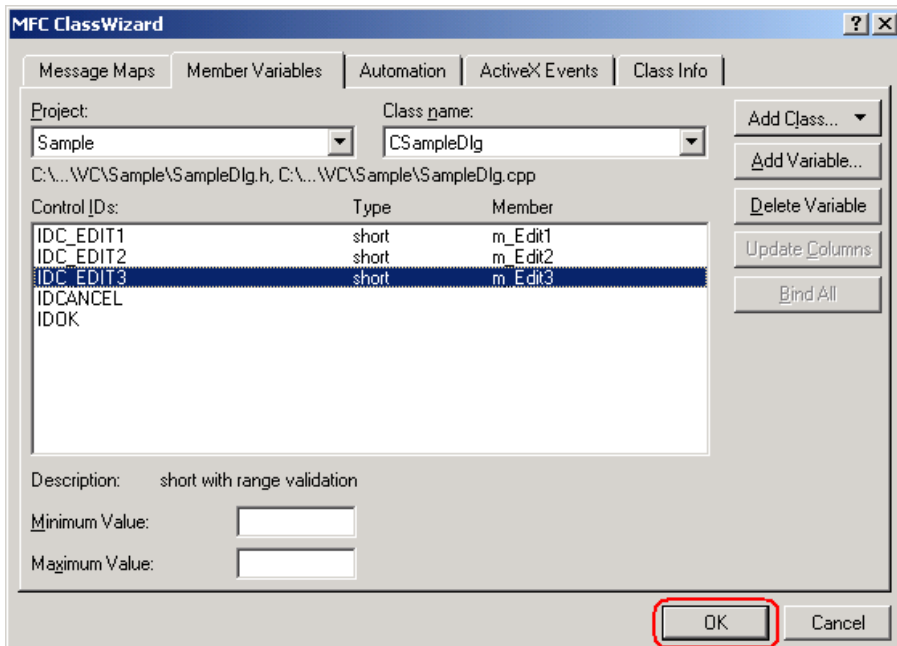 MFC ClassWizard
Message Maps Member Variables Automation ActiveX Events Class Info
Project: Class name:
Sample CSampleDlg
C:\...\VC\Sample\SampleDlg.h, C:\...\VC\Sample\SampleDlg.cpp
Control IDs: Type Member
IDC_EDIT1 short m_Edit1
IDC_EDIT2 short m_Edit2
IDC_EDIT3 short m_Edit3
IDCANCEL
IDOK
Add Class...
Add Variable...
Delete Variable
Update Columns
Bind All
Description: short with range validation
Minimum Value:
Maximum Value:
OK Cancel